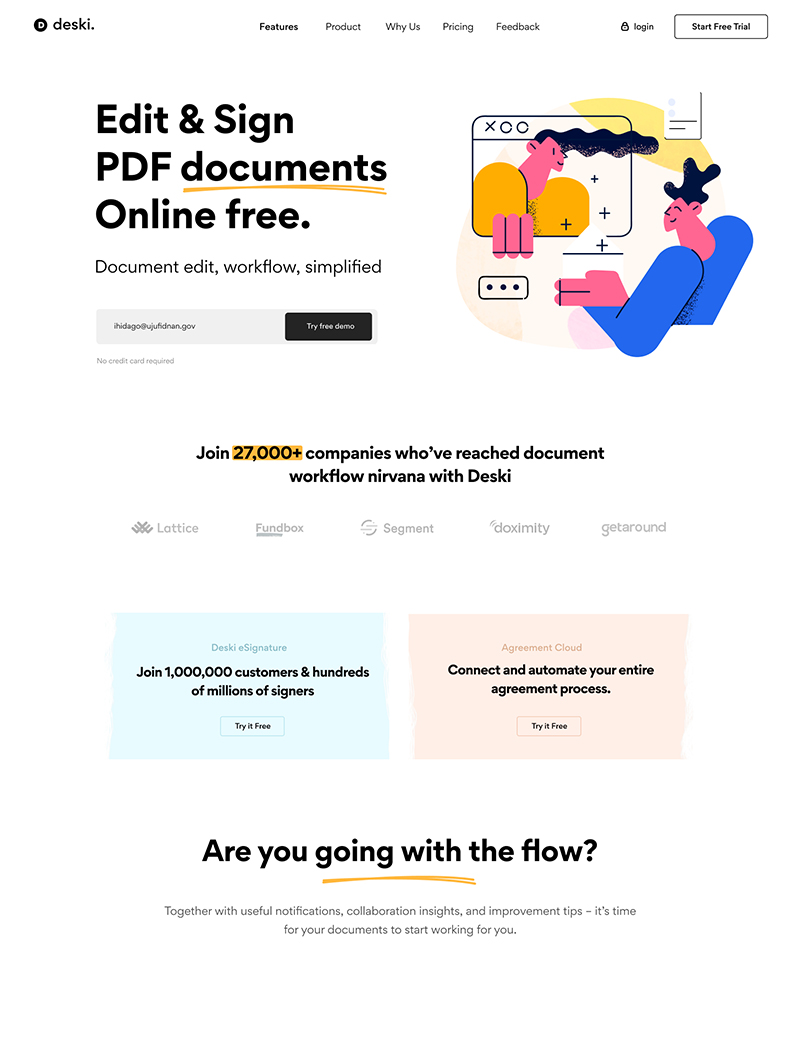 D deski.
Features Product Why Us Pricing Feedback
login
Start Free Trial
Edit & Sign
PDF documents
Online free.
Document edit, workflow, simplified
ihidago@ujufidnan.gov
Try free demo
No credit card required
Join 27,000+ companies who’ve reached document
workflow nirvana with Deski
Lattice Fundbox Segment doximity getaround
Deski eSignature
Join 1,000,000 customers & hundreds
of millions of signers
Try it Free
Agreement Cloud
Connect and automate your entire
agreement process.
Try it Free
Are you going with the flow?
Together with useful notifications, collaboration insights, and improvement tips – it’s time
for your documents to start working for you.